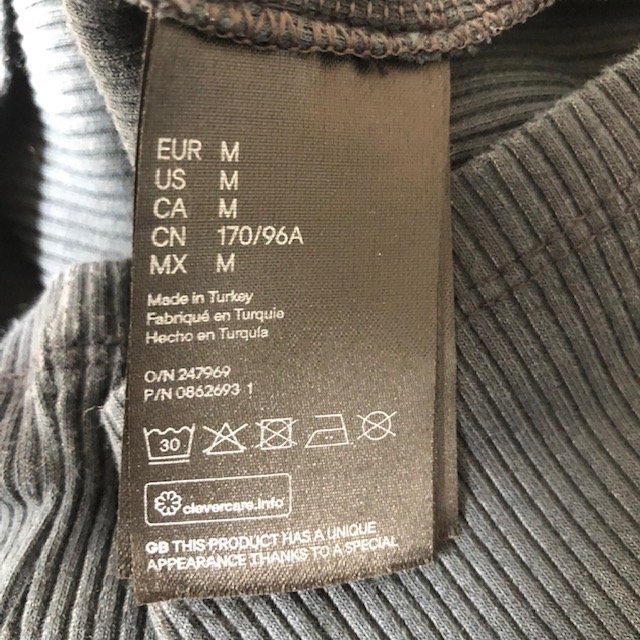 EUR M
US M
CA M
CN 170/96A
MX M
Made in Turkey
Fabriqué en Turquie
Hecho en Turquía
O/N 247969
P/N 0862693 1
30
clevercare.info
GB THIS PRODUCT HAS A UNIQUE
APPEARANCE THANKS TO A SPECIAL